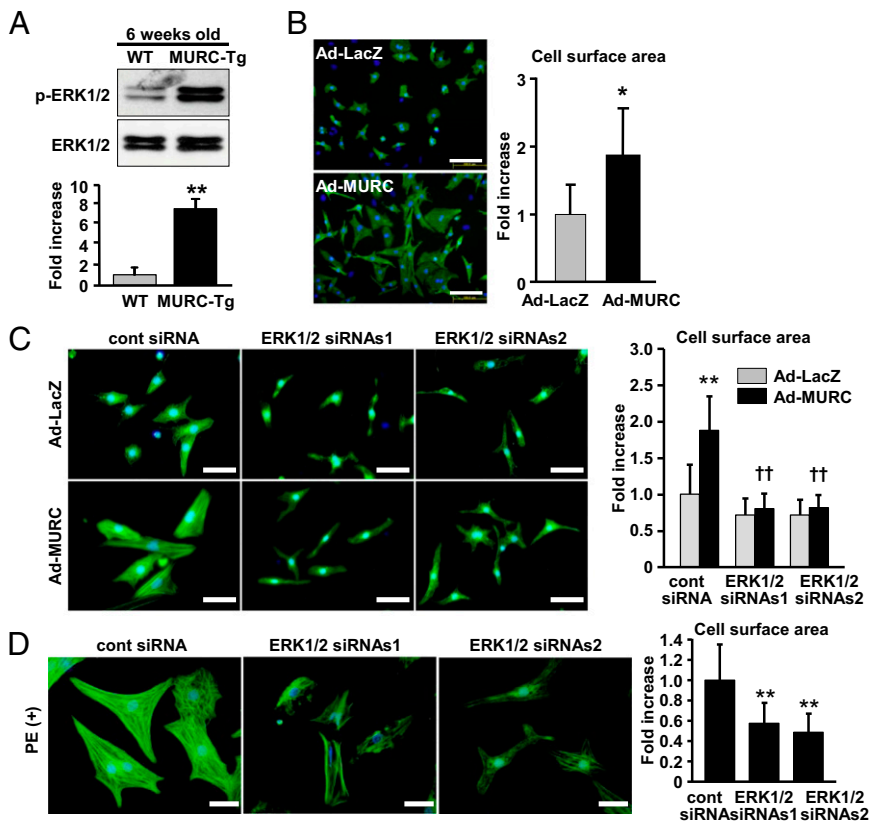 A
6 weeks old
WT MURC-Tg
p-ERK1/2
ERK1/2
Fold increase
10
8
6
4
2
0
**
WT MURC-Tg
B
Ad-LacZ
Ad-MURC
Cell surface area
Fold increase
3
2
1
0
*
Ad-LacZ Ad-MURC
C
cont siRNA ERK1/2 siRNAs1 ERK1/2 siRNAs2
Ad-LacZ
Ad-MURC
Cell surface area
Ad-LacZ
Ad-MURC
Fold increase
3.0
2.5
2.0
1.5
1.0
0.5
0
** †† ††
cont ERK1/2 ERK1/2
siRNA siRNAs1 siRNAs2
D
cont siRNA ERK1/2 siRNAs1 ERK1/2 siRNAs2
PE (+)
Cell surface area
Fold increase
1.4
1.2
1.0
0.8
0.6
0.4
0.2
0
** **
cont ERK1/2 ERK1/2
siRNA siRNAs1 siRNAs2